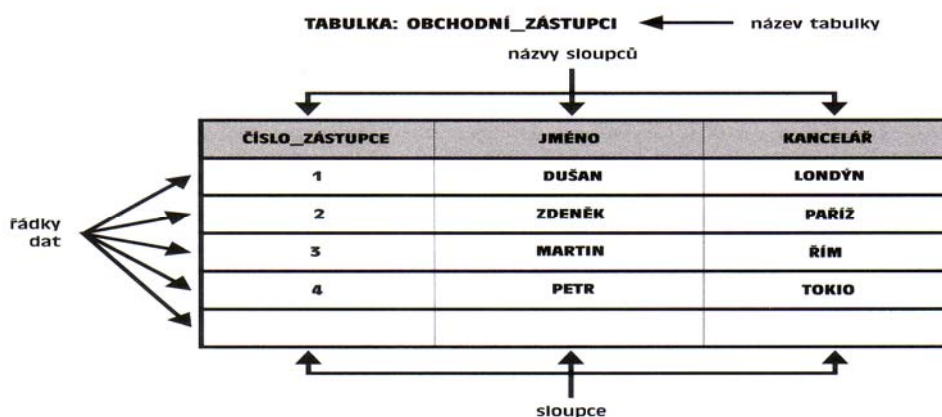 TABULKA: OBCHODNÍ_ZÁSTUPCI název tabulky
názvy sloupců
ČÍSLO_ZÁSTUPCE JMÉNO KANCELÁŘ
1 DUŠAN LONDÝN
2 ZDENĚK PAŘÍŽ
3 MARTIN ŘÍM
4 PETR TOKIO
řádky
dat
sloupce